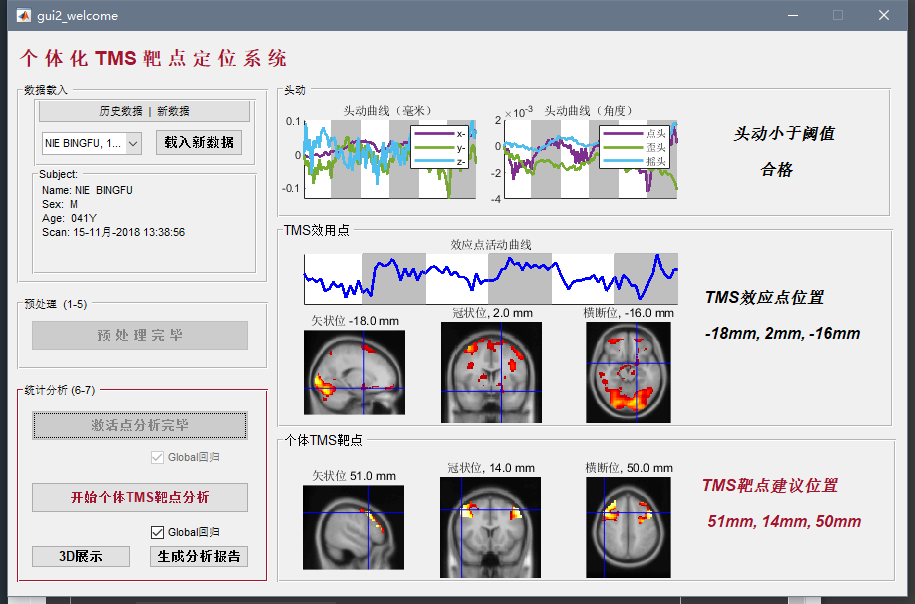 gui2_welcome
个体化 TMS 靶点定位系统
数据载入
历史数据 | 新数据
NIE BINGFU, 1...
载入新数据
Subject:
Name: NIE BINGFU
Sex: M
Age: 041Y
Scan: 15-11月-2018 13:38:56
预处理 (1-5)
预处理完毕
统计分析 (6-7)
激活点分析完毕
Global回归
开始个体TMS靶点分析
Global回归
3D展示
生成分析报告
头动
头动曲线（毫米）
0.1
0
-0.1
x-
y-
z-
×10⁻³
头动曲线（角度）
2
0
-2
-4
点头
歪头
摇头
头动小于阈值
合格
TMS效用点
效应点活动曲线
矢状位 -18.0 mm
冠状位, 2.0 mm
横断位, -16.0 mm
TMS效应点位置
-18mm, 2mm, -16mm
个体TMS靶点
矢状位 51.0 mm
冠状位, 14.0 mm
横断位, 50.0 mm
TMS靶点建议位置
51mm, 14mm, 50mm